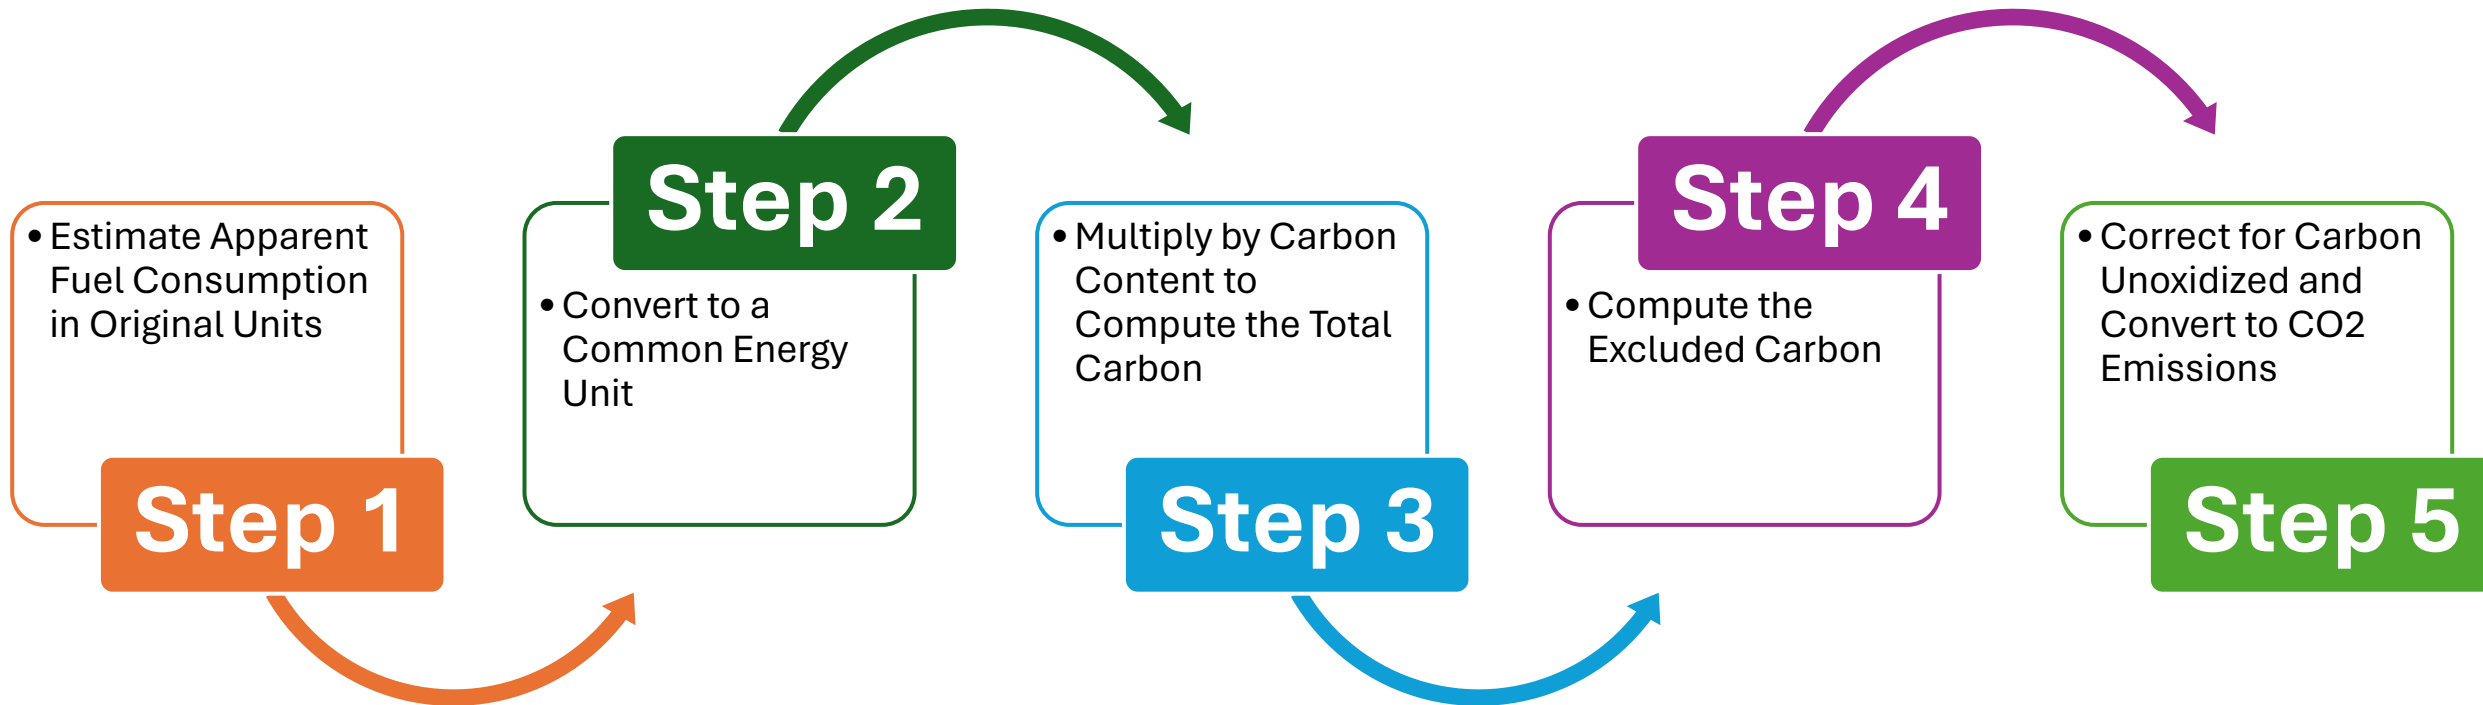 • Estimate Apparent
Fuel Consumption
in Original Units
Step 1
Step 2
• Convert to a
Common Energy
Unit
• Multiply by Carbon
Content to
Compute the Total
Carbon
Step 3
Step 4
• Compute the
Excluded Carbon
• Correct for Carbon
Unoxidized and
Convert to CO2
Emissions
Step 5